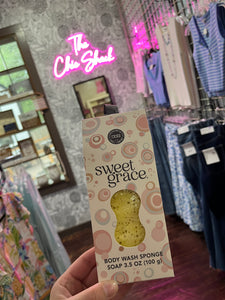 The
Chic Shack
sweet
grace.
BODY WASH SPONGE
SOAP 3.5 OZ (100 g)